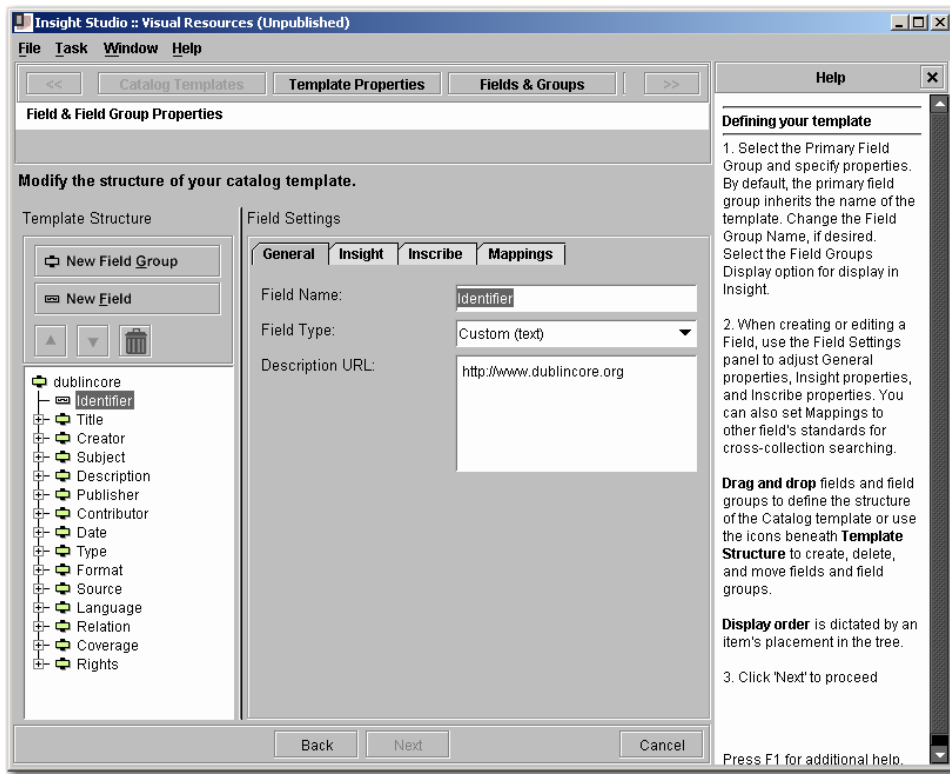 Insight Studio :: Visual Resources (Unpublished)
File Task Window Help
<< Catalog Templates Template Properties Fields & Groups >>
Field & Field Group Properties
Modify the structure of your catalog template.
Template Structure
New Field Group
New Field
dublincore
Identifier
Title
Creator
Subject
Description
Publisher
Contributor
Date
Type
Format
Source
Language
Relation
Coverage
Rights
Field Settings
General Insight Inscribe Mappings
Field Name: Identifier
Field Type: Custom (text)
Description URL: http://www.dublincore.org
Back Next Cancel
Help
Defining your template
1. Select the Primary Field
Group and specify properties.
By default, the primary field
group inherits the name of the
template. Change the Field
Group Name, if desired.
Select the Field Groups
Display option for display in
Insight.
2. When creating or editing a
Field, use the Field Settings
panel to adjust General
properties, Insight properties,
and Inscribe properties. You
can also set Mappings to
other field's standards for
cross-collection searching.
Drag and drop fields and field
groups to define the structure
of the Catalog template or use
the icons beneath Template
Structure to create, delete,
and move fields and field
groups.
Display order is dictated by an
item's placement in the tree.
3. Click 'Next' to proceed
Press F1 for additional help.